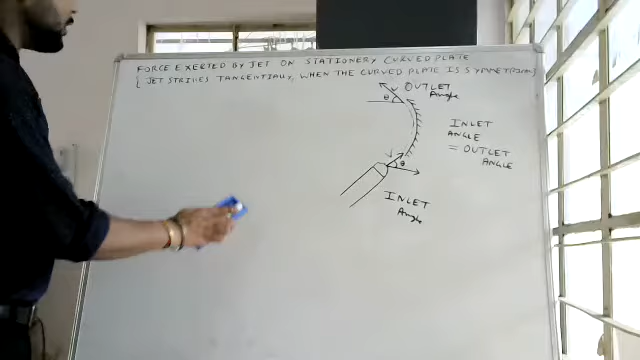 FORCE EXERTED BY JET ON STATIONERY CURVED PLATE
[ JET STRIKES TANGENTIALLY, WHEN THE CURVED PLATE IS SYMMETRICAL]
V OUTLET
θ Angle
INLET
ANGLE
= OUTLET
ANGLE
V
θ
INLET
Angle